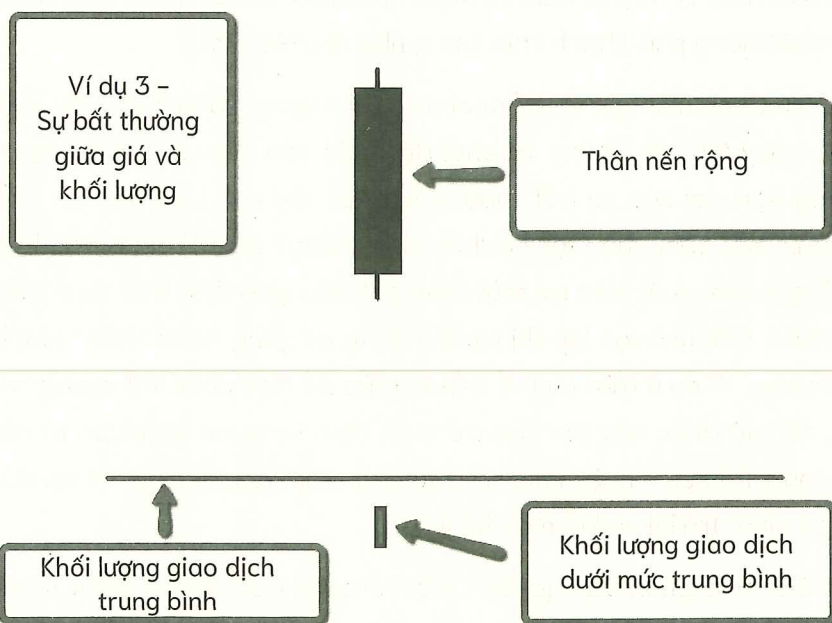 Ví dụ 3 –
Sự bất thường
giữa giá và
khối lượng
Thân nến rộng
Khối lượng giao dịch
trung bình
Khối lượng giao dịch
dưới mức trung bình